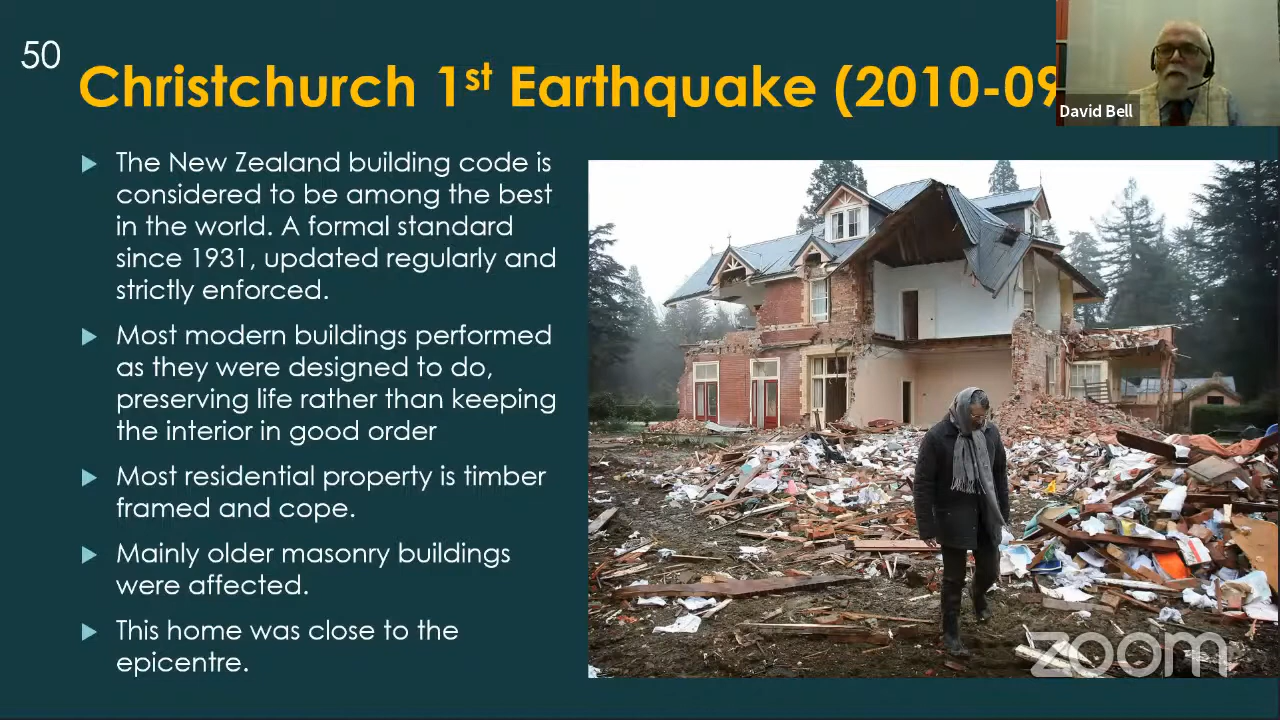 50
Christchurch 1st Earthquake (2010-09
David Bell
The New Zealand building code is
considered to be among the best
in the world. A formal standard
since 1931, updated regularly and
strictly enforced.
Most modern buildings performed
as they were designed to do,
preserving life rather than keeping
the interior in good order
Most residential property is timber
framed and cope.
Mainly older masonry buildings
were affected.
This home was close to the
epicentre.
zoom